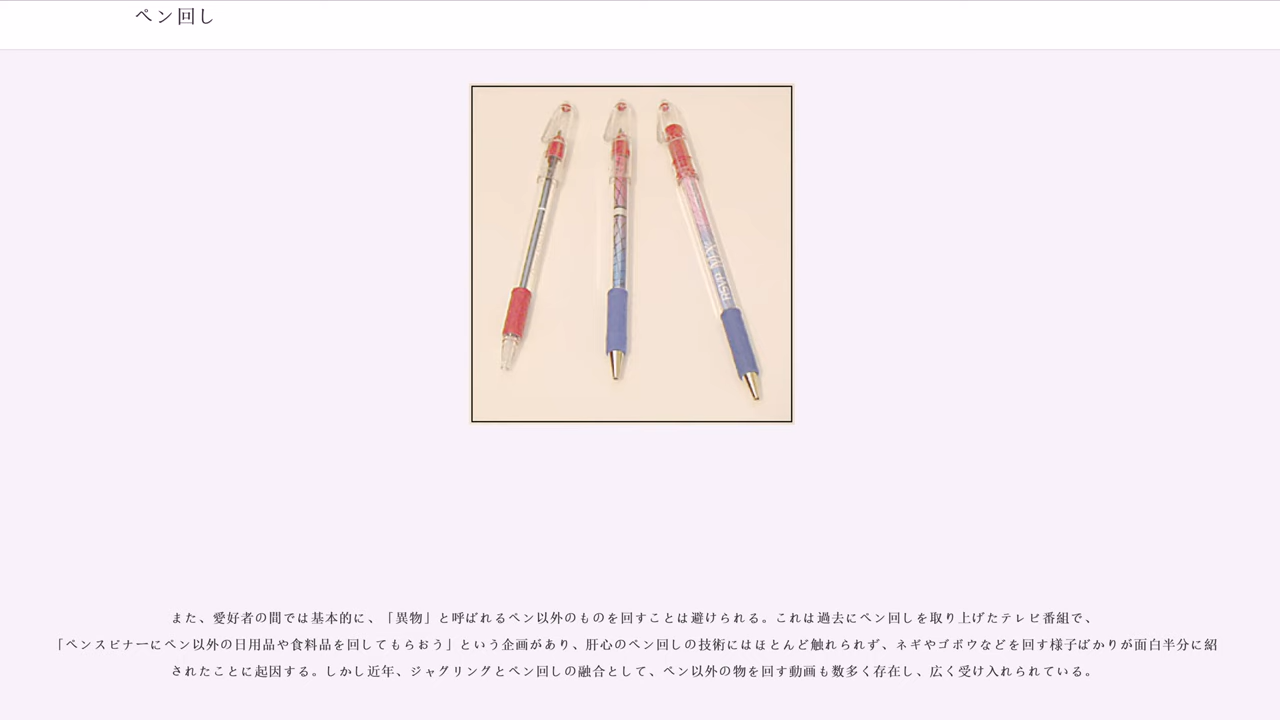 ペン回し
また、愛好者の間では基本的に、「異物」と呼ばれるペン以外のものを回すことは避けられる。これは過去にペン回しを取り上げたテレビ番組で、
「ペンスピナーにペン以外の日用品や食料品を回してもらおう」という企画があり、肝心のペン回しの技術にはほとんど触れられず、ネギやゴボウなどを回す様子ばかりが面白半分に紹
されたことに起因する。しかし近年、ジャグリングとペン回しの融合として、ペン以外の物を回す動画も数多く存在し、広く受け入れられている。